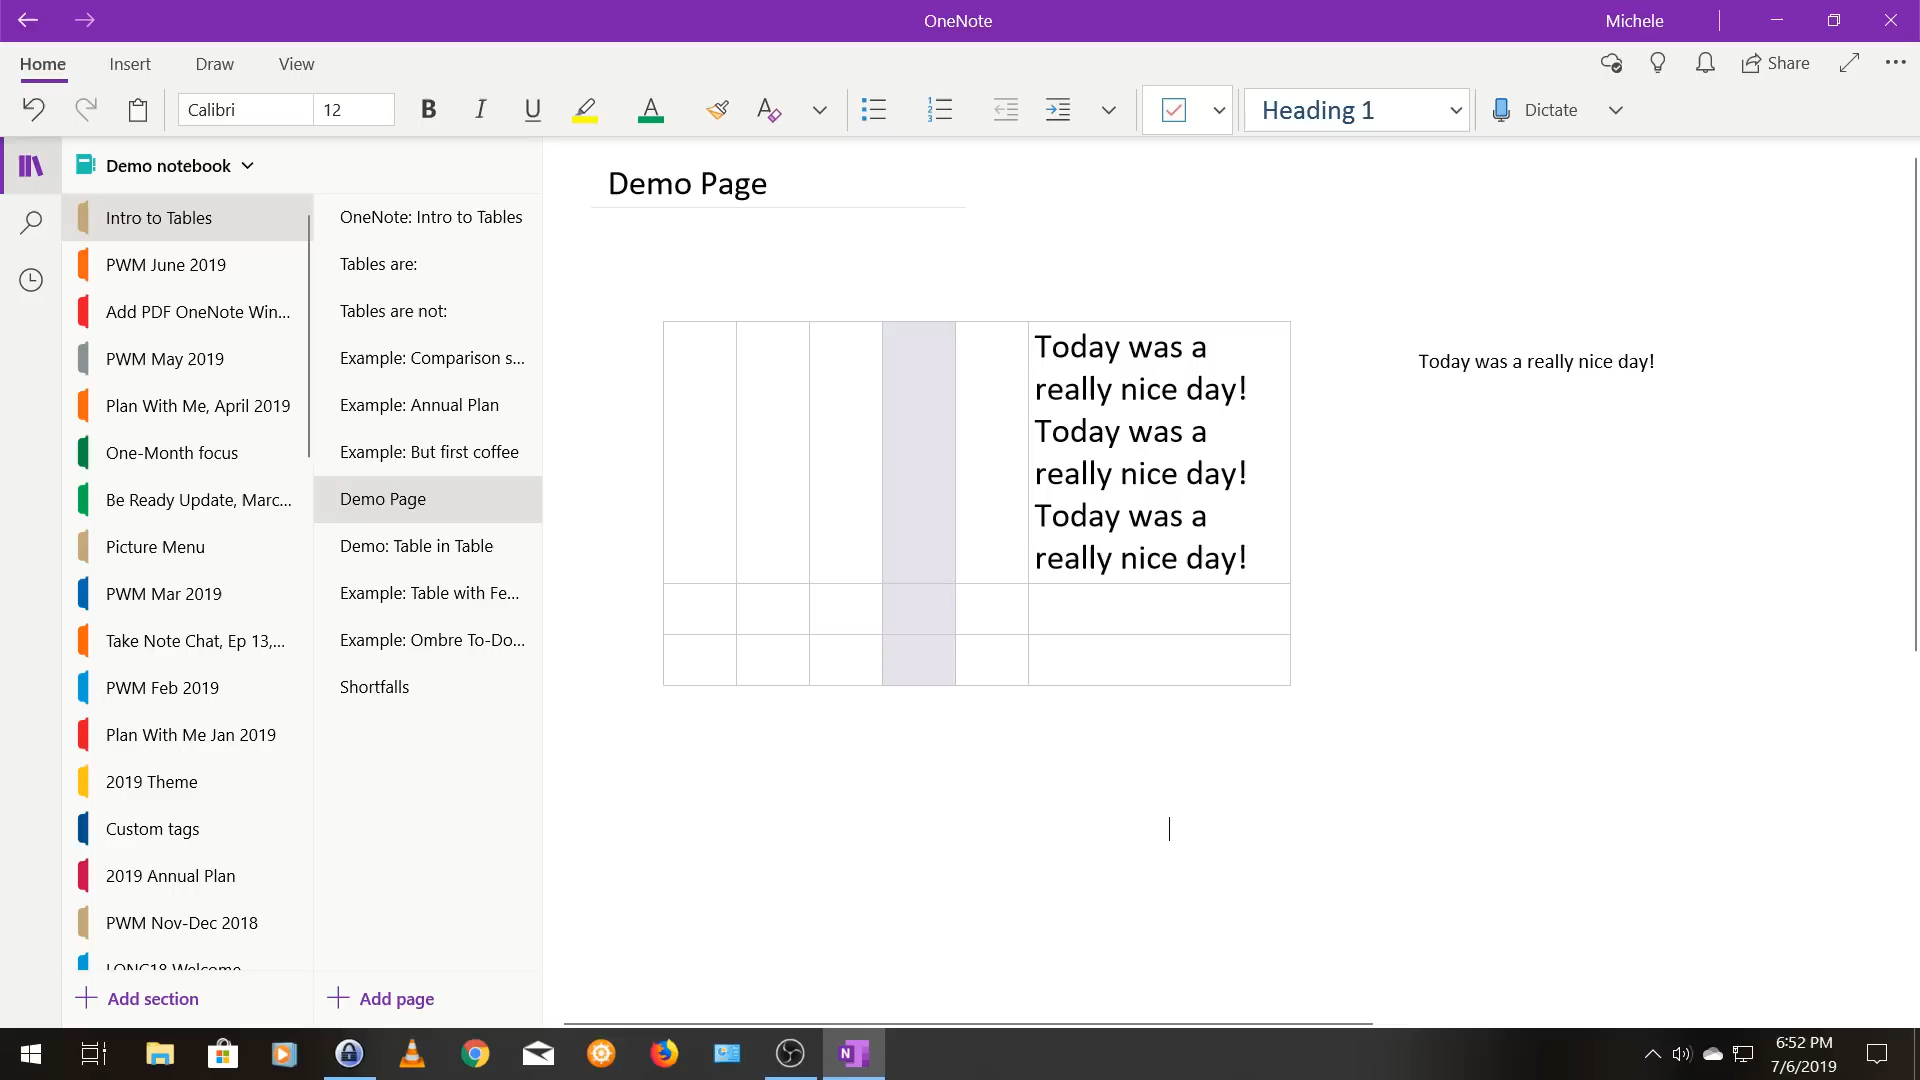 OneNote
Michele
Home
Insert
Draw
View
Share
Calibri
12
B
I
U
A
A
1
2
3
Heading 1
Dictate
Demo notebook
Intro to Tables
PWM June 2019
Add PDF OneNote Win...
PWM May 2019
Plan With Me, April 2019
One-Month focus
Be Ready Update, Marc...
Picture Menu
PWM Mar 2019
Take Note Chat, Ep 13,...
PWM Feb 2019
Plan With Me Jan 2019
2019 Theme
Custom tags
2019 Annual Plan
PWM Nov-Dec 2018
LONG18 Welcome
Add section
OneNote: Intro to Tables
Tables are:
Tables are not:
Example: Comparison s...
Example: Annual Plan
Example: But first coffee
Demo Page
Demo: Table in Table
Example: Table with Fe...
Example: Ombre To-Do...
Shortfalls
Add page
Demo Page
Today was a
really nice day!
Today was a
really nice day!
Today was a
really nice day!
Today was a really nice day!
N
6:52 PM
7/6/2019